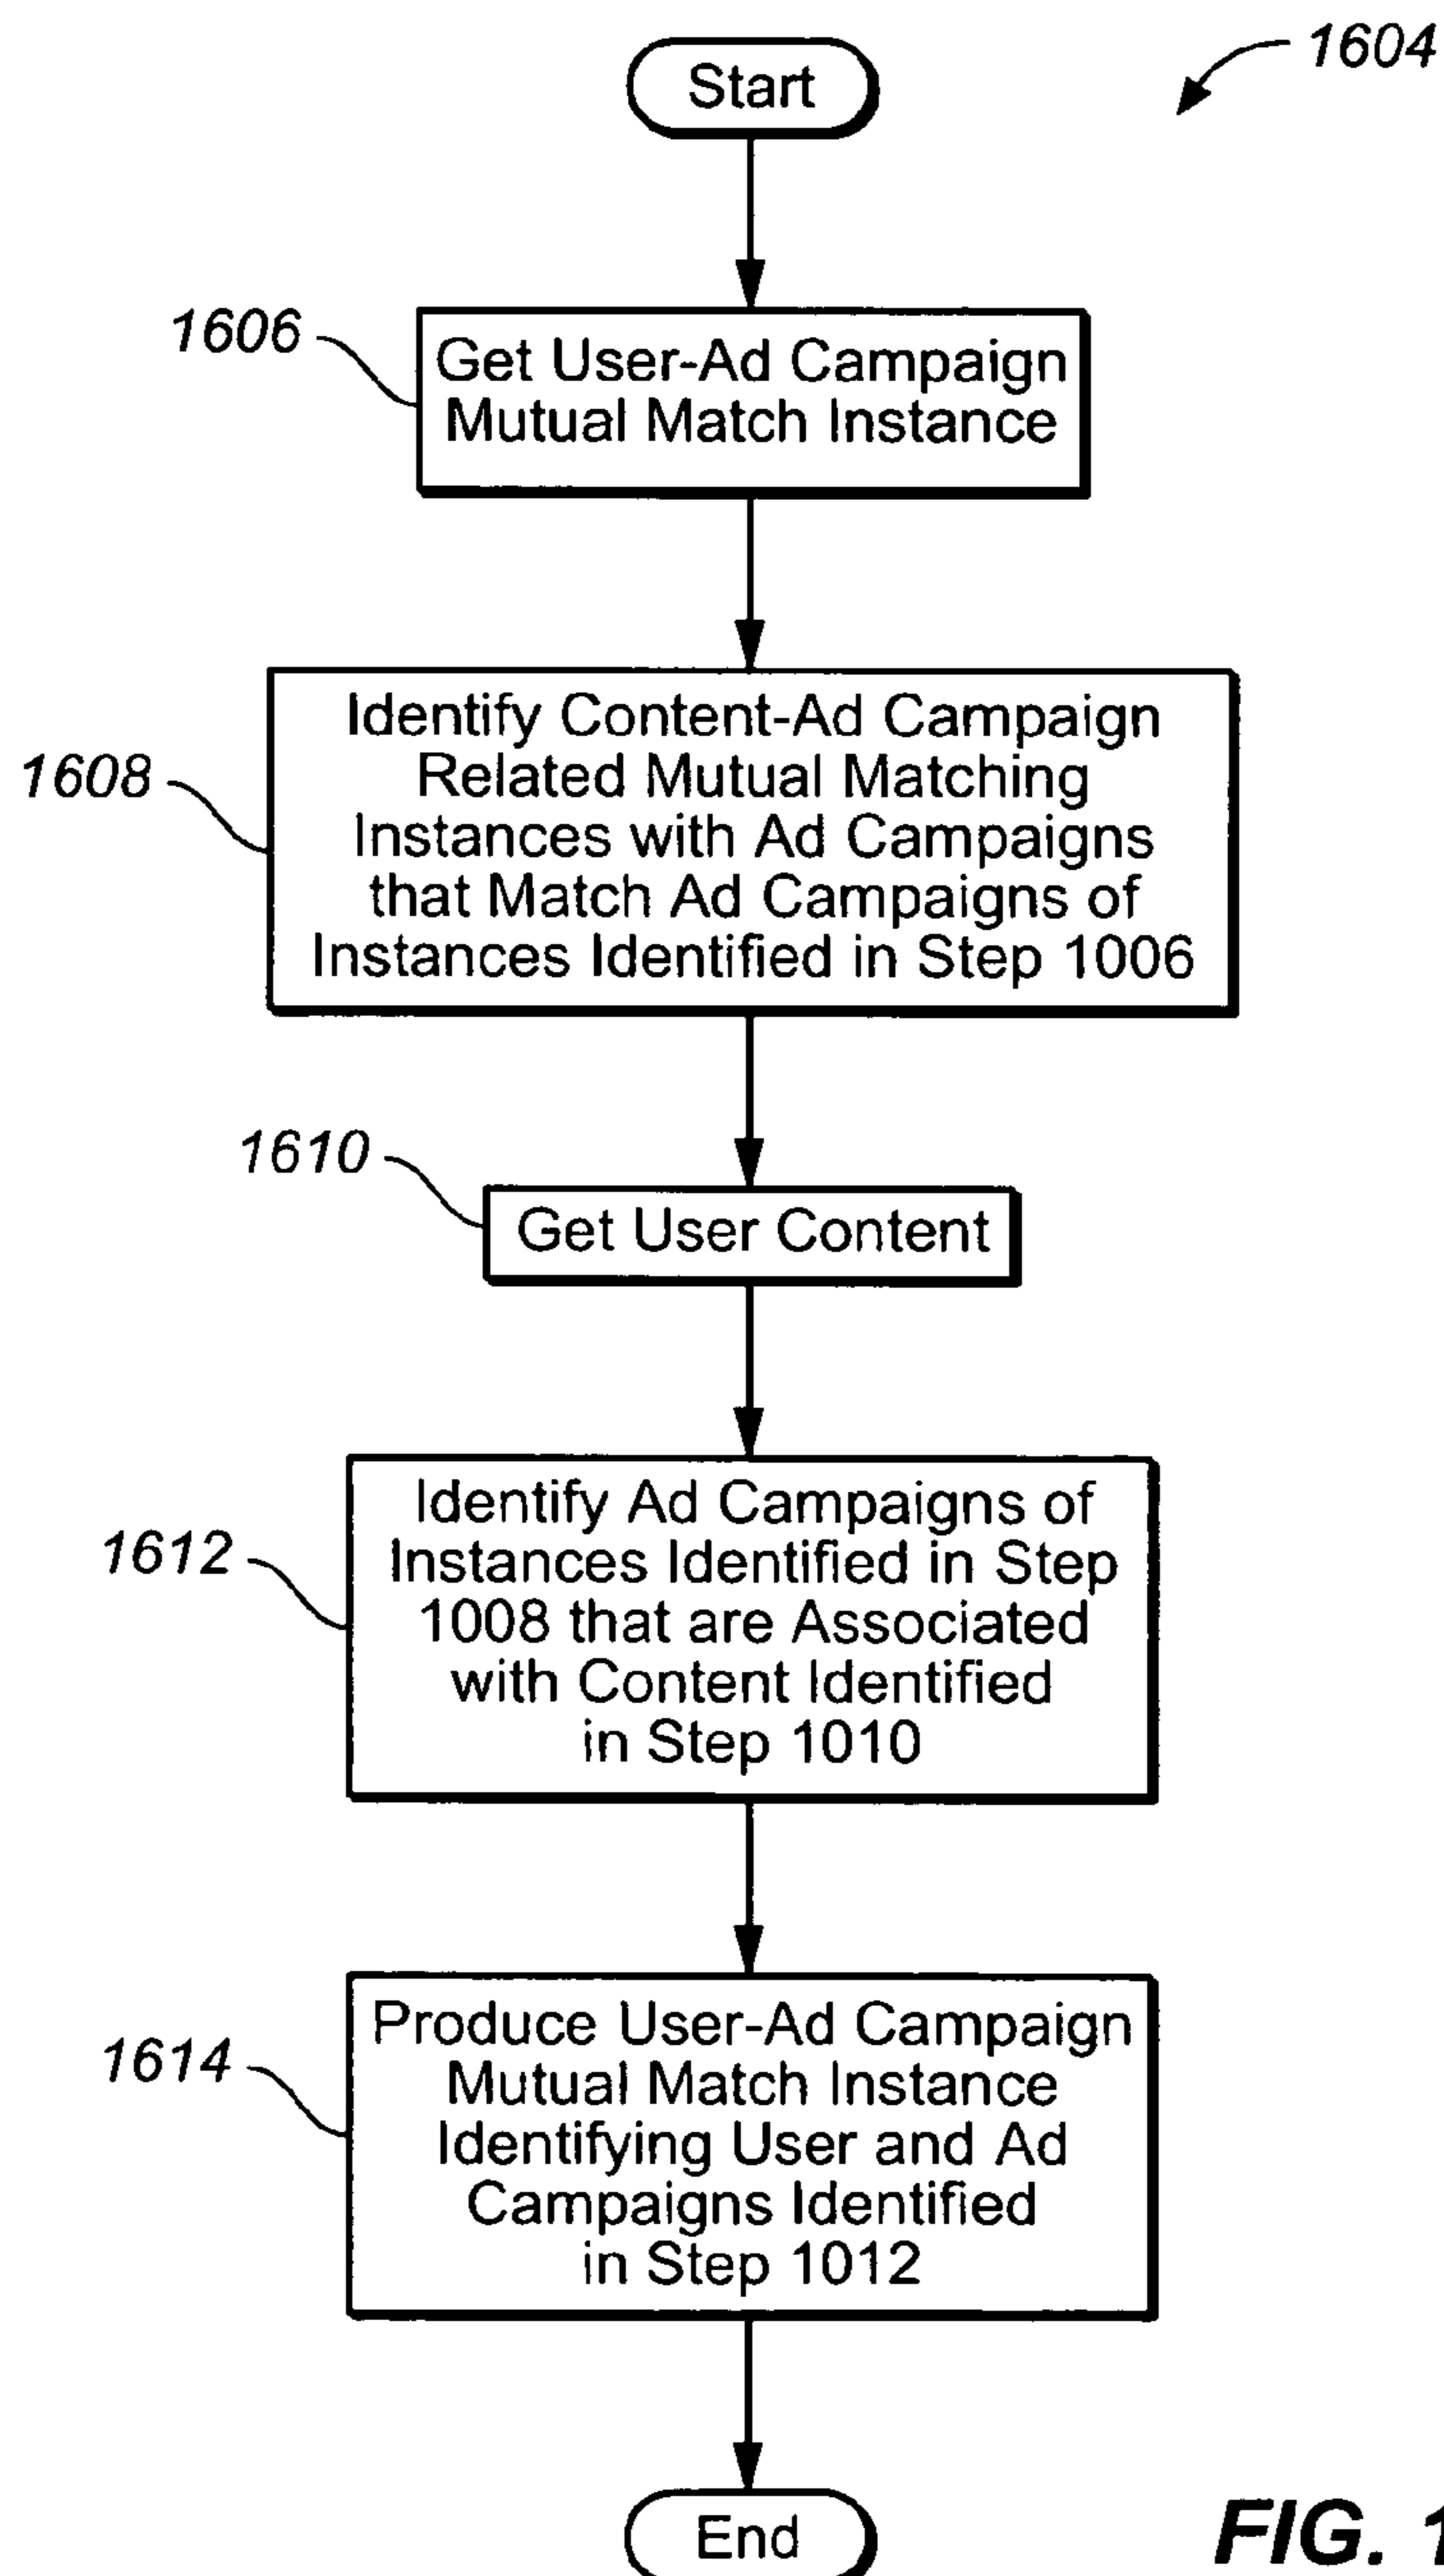 Start
1604
1606
Get User-Ad Campaign
Mutual Match Instance
1608
Identify Content-Ad Campaign
Related Mutual Matching
Instances with Ad Campaigns
that Match Ad Campaigns of
Instances Identified in Step 1006
1610
Get User Content
1612
Identify Ad Campaigns of
Instances Identified in Step
1008 that are Associated
with Content Identified
in Step 1010
1614
Produce User-Ad Campaign
Mutual Match Instance
Identifying User and Ad
Campaigns Identified
in Step 1012
End
FIG. 1